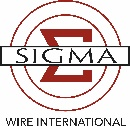 Σ
SIGMA
WIRE INTERNATIONAL